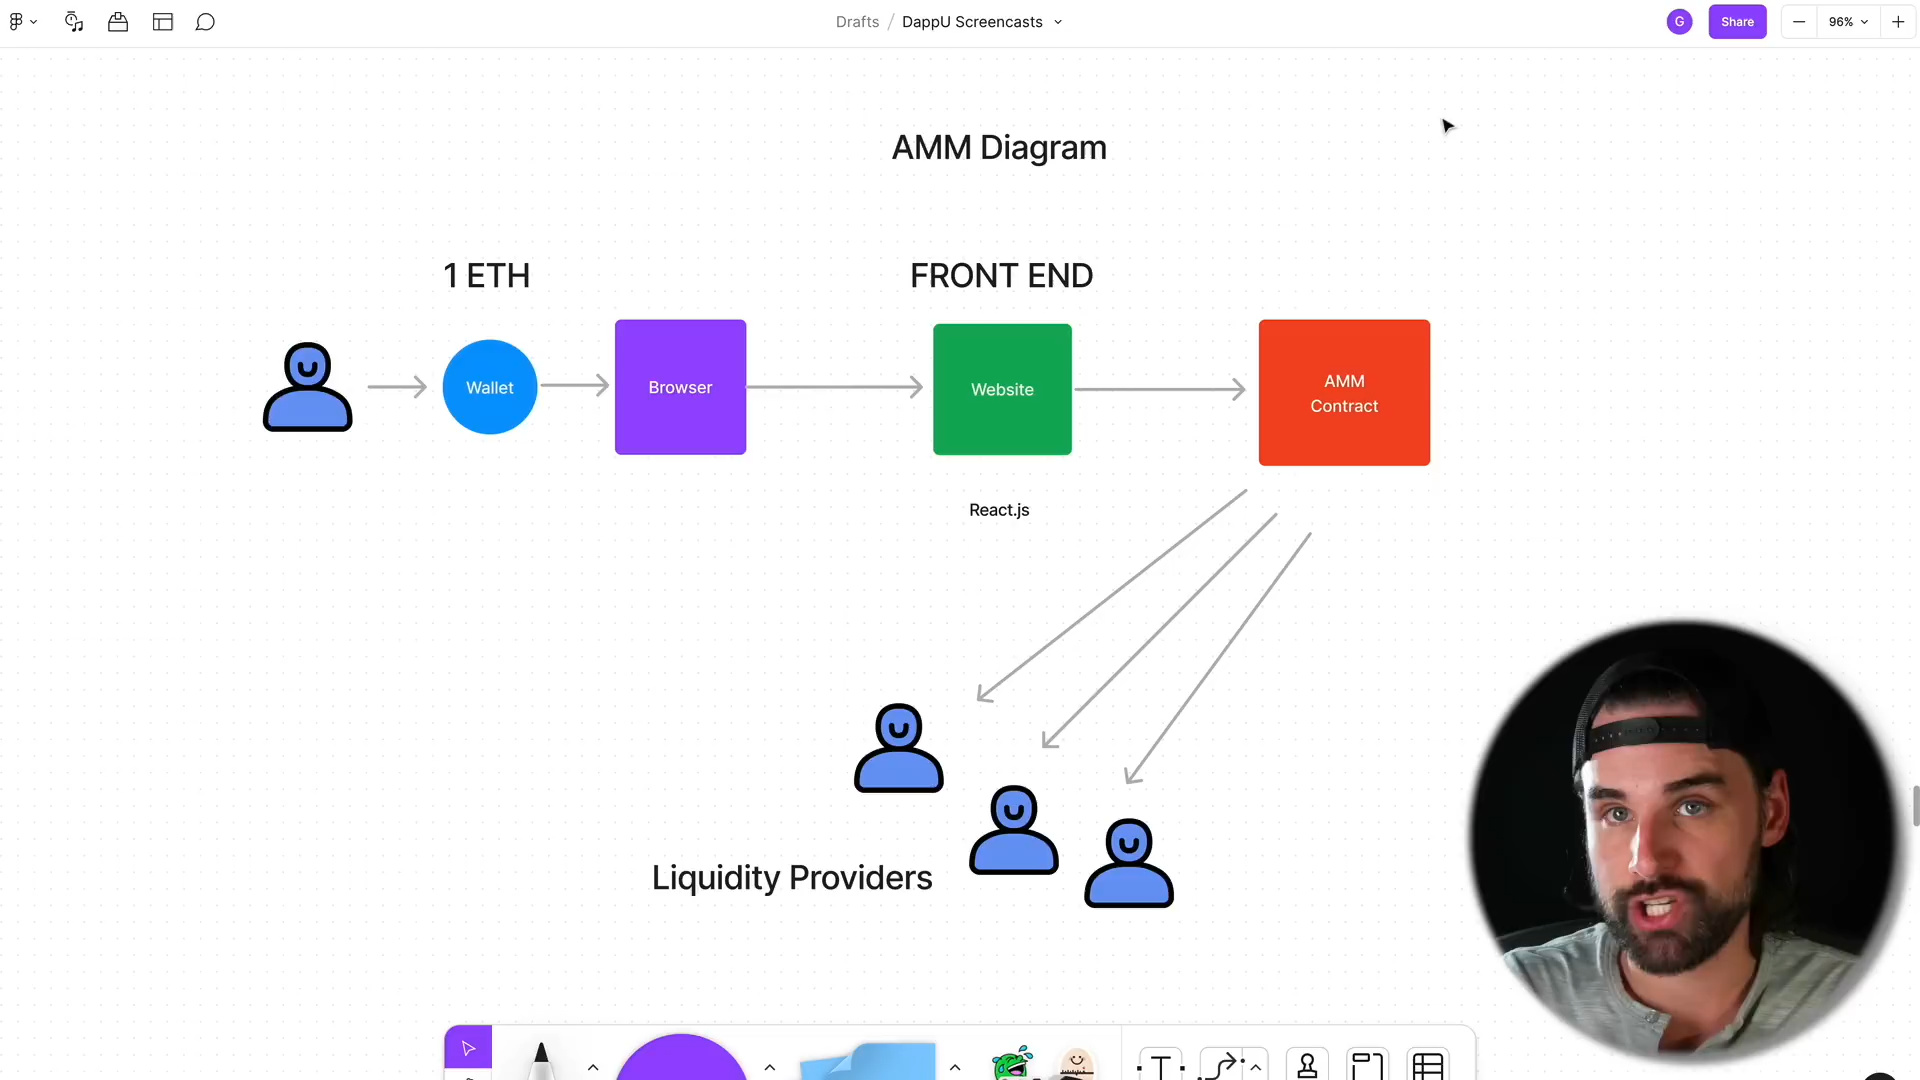 Drafts / DappU Screencasts
G
Share
96%
AMM Diagram
1 ETH
FRONT END
Wallet
Browser
Website
AMM
Contract
React.js
Liquidity Providers
T